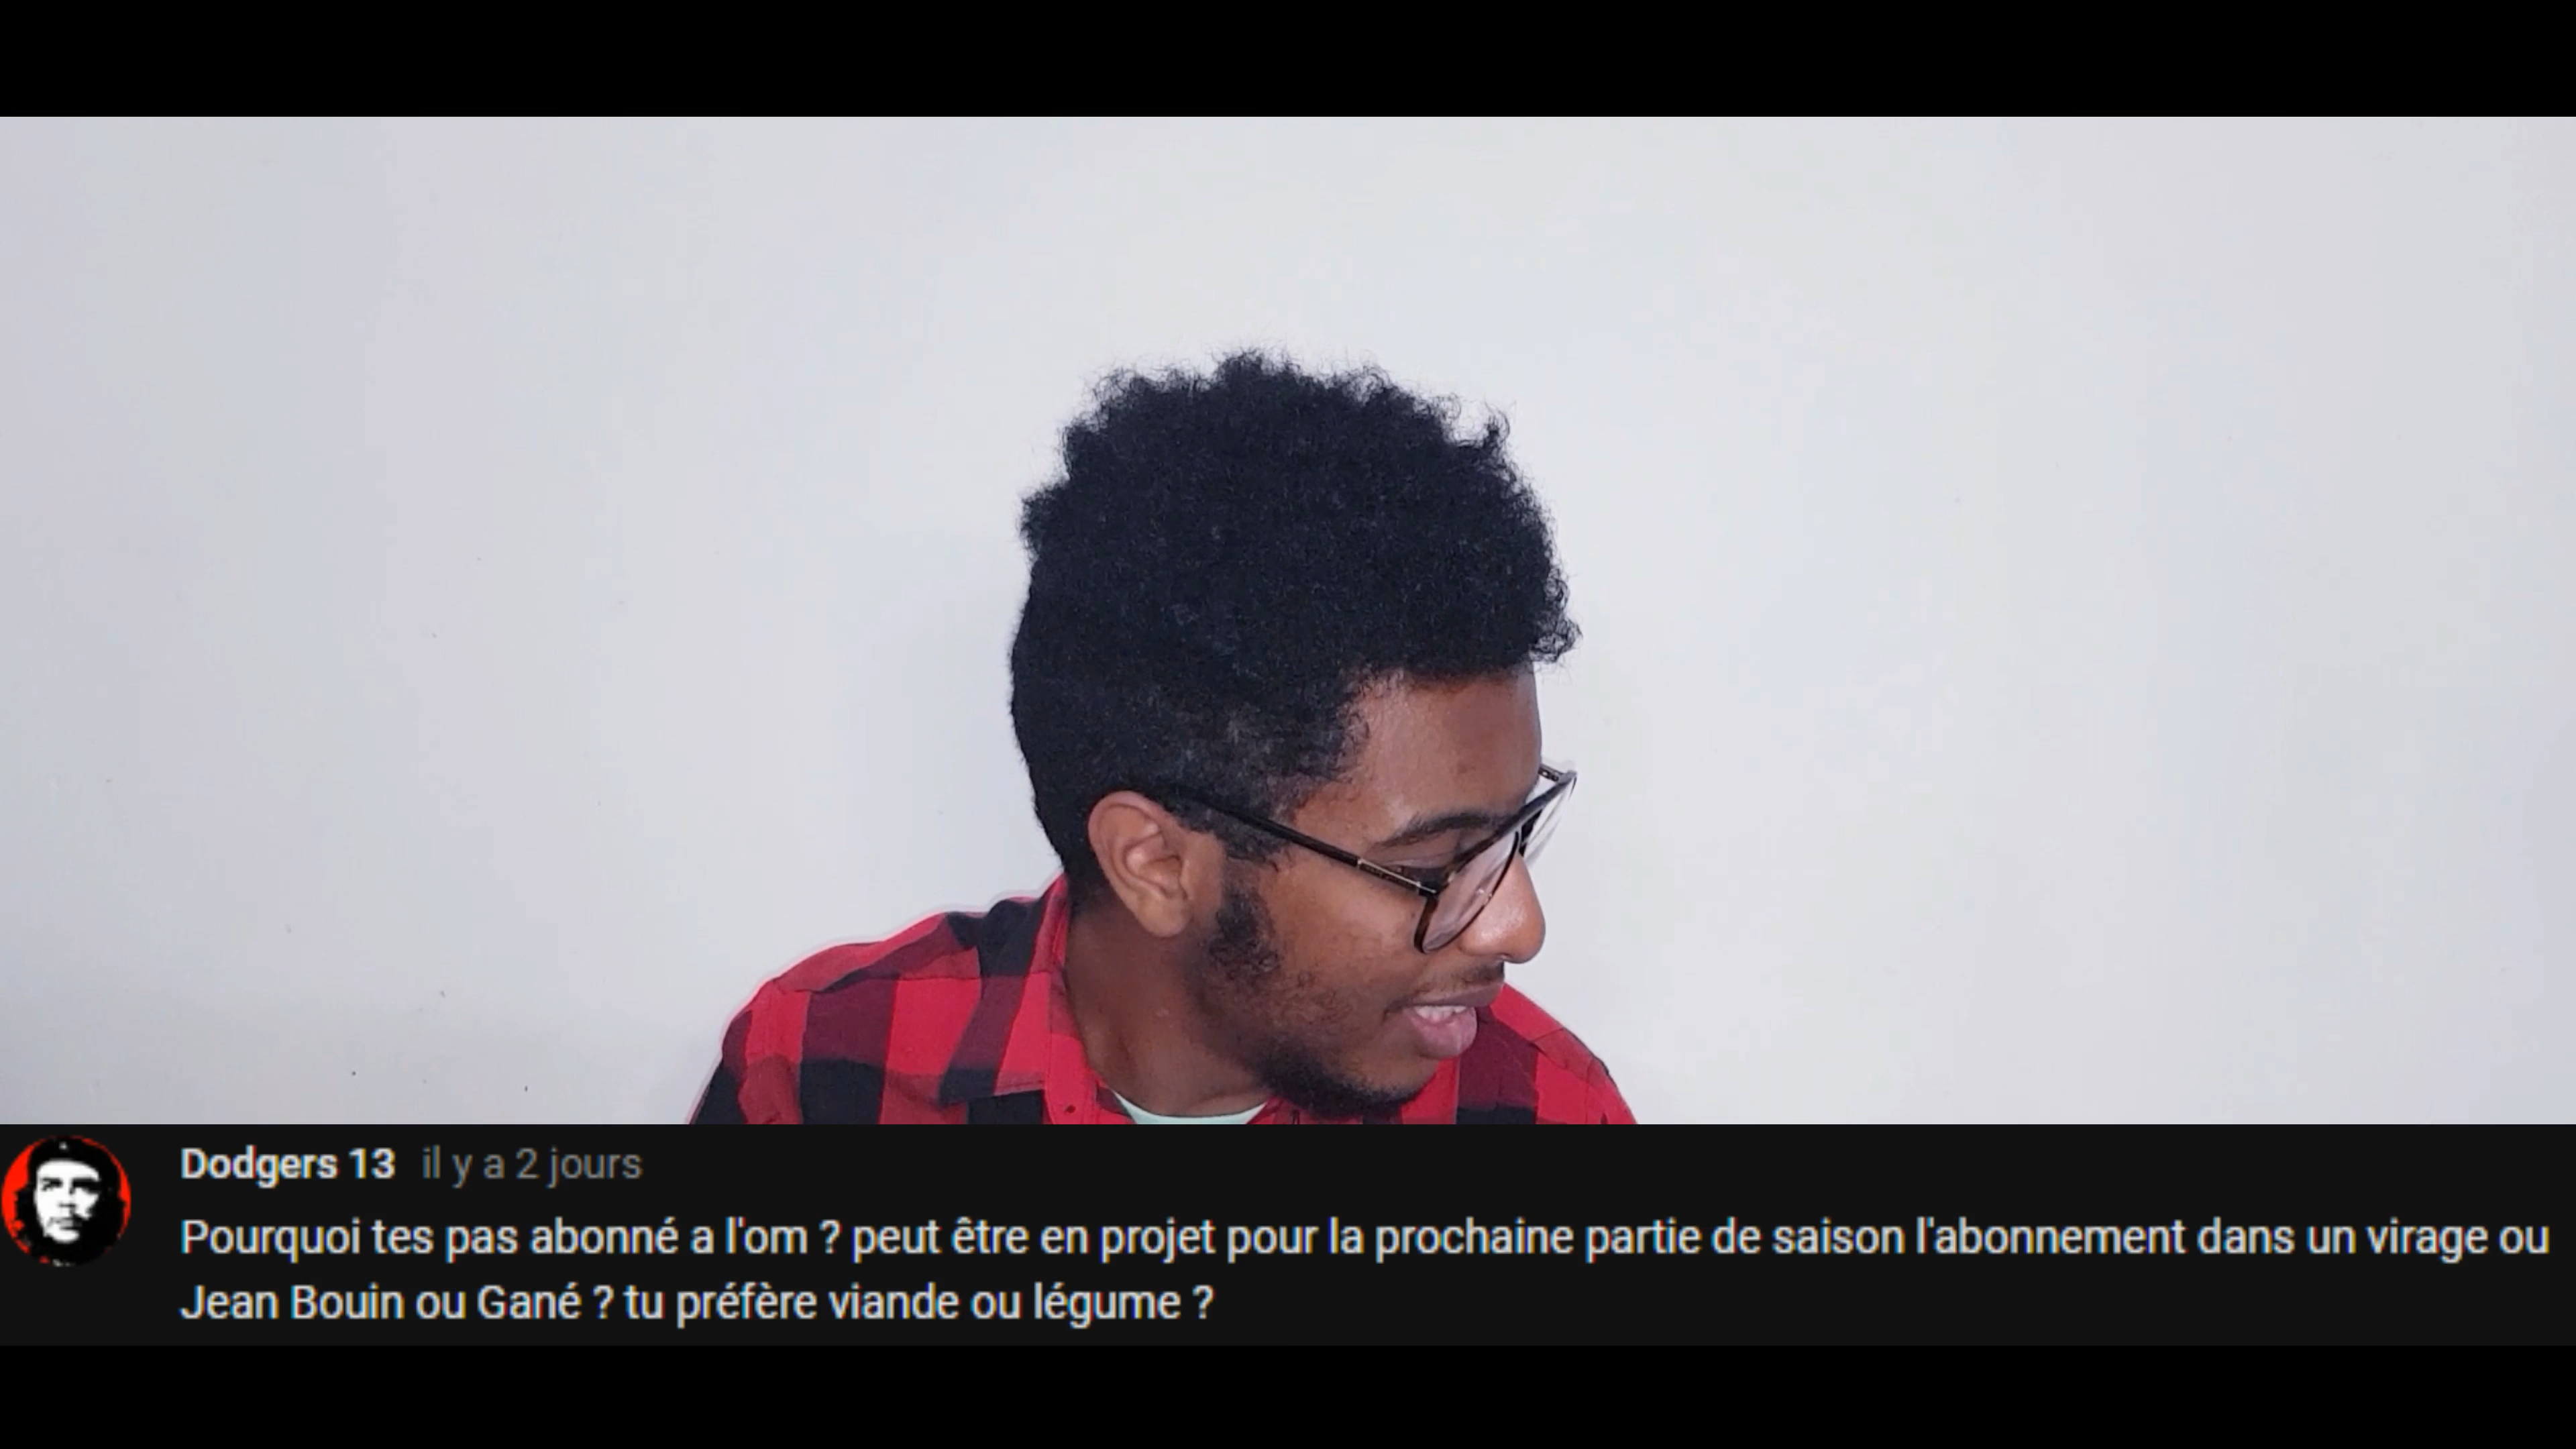 Dodgers 13 il y a 2 jours
Pourquoi tes pas abonné a l'om ? peut être en projet pour la prochaine partie de saison l'abonnement dans un virage ou
Jean Bouin ou Gané ? tu préfère viande ou légume ?